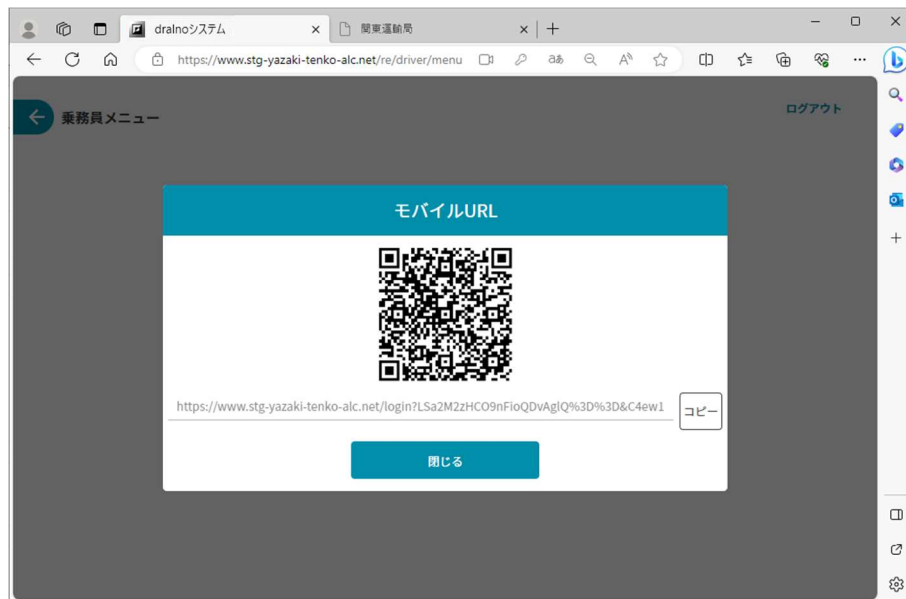 dralnoシステム
関東運輸局
https://www.stg-yazaki-tenko-alc.net/re/driver/menu
乗務員メニュー
ログアウト
モバイルURL
https://www.stg-yazaki-tenko-alc.net/login?LSa2M2zHCO9nFioQDvAglQ%3D%3D&C4ew1
コピー
閉じる